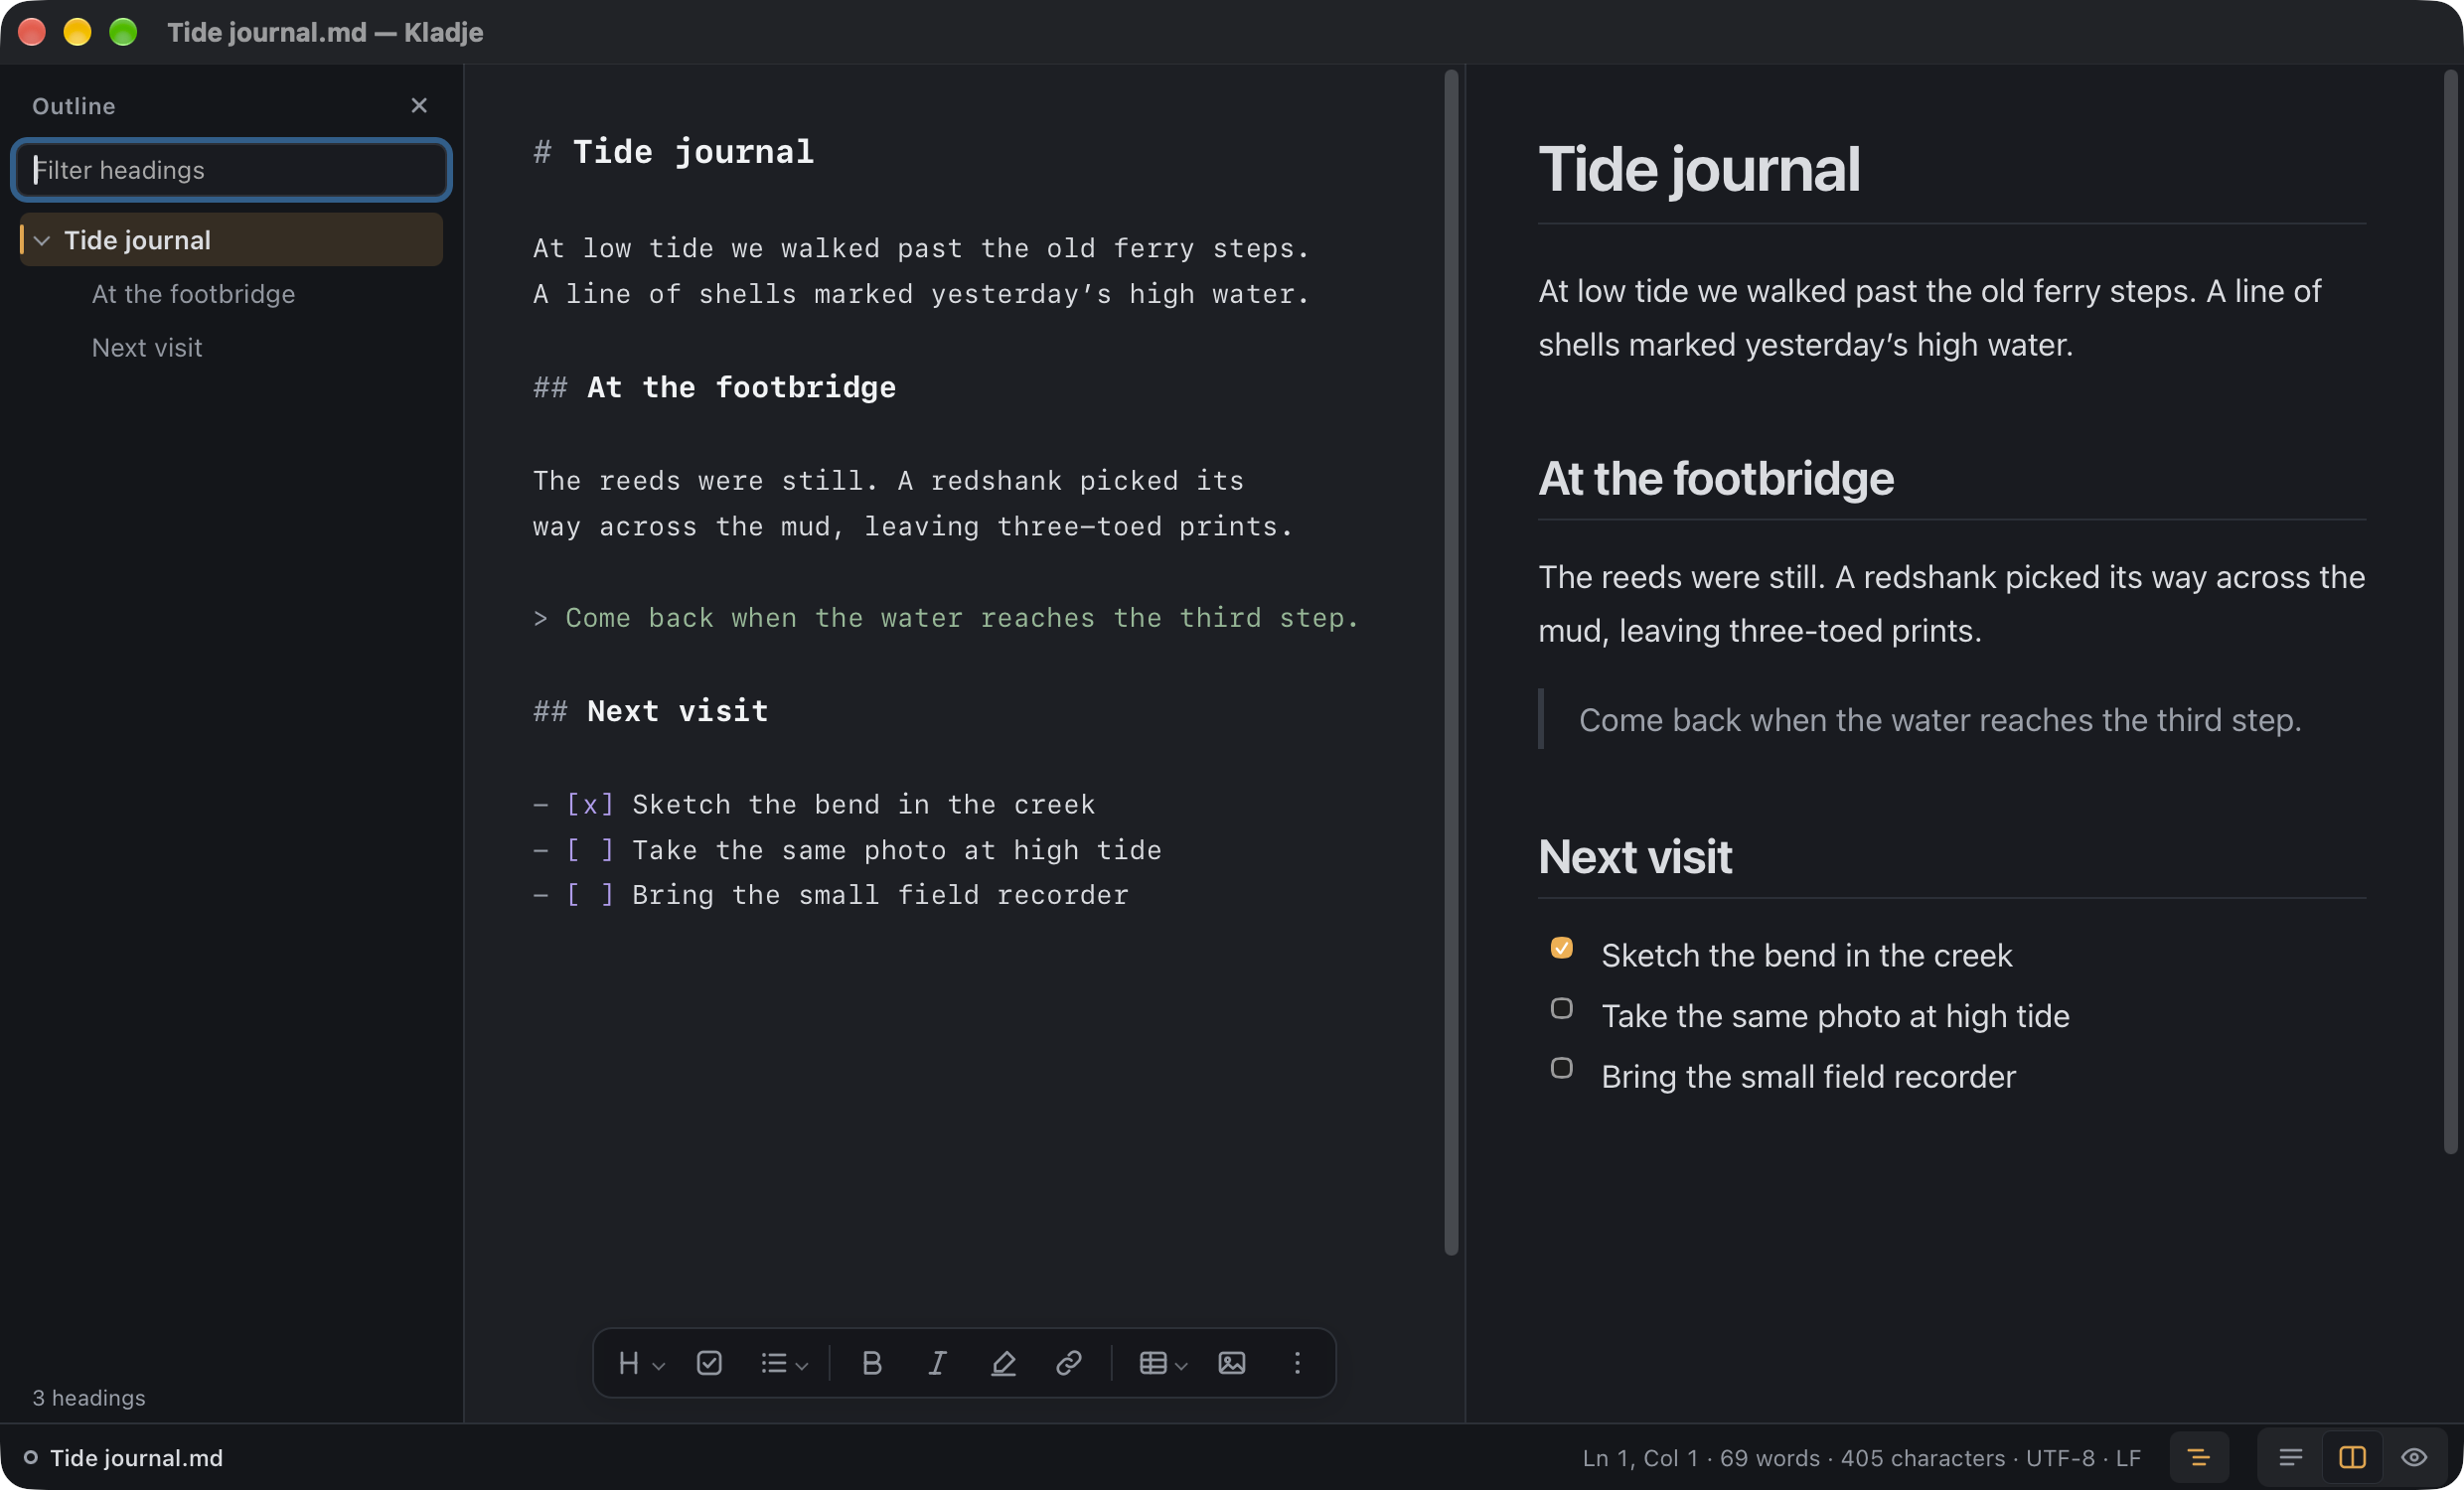 Tide journal.md — Kladje
Outline
Filter headings
Tide journal
At the footbridge
Next visit
3 headings
# Tide journal
At low tide we walked past the old ferry steps.
A line of shells marked yesterday’s high water.
## At the footbridge
The reeds were still. A redshank picked its
way across the mud, leaving three-toed prints.
> Come back when the water reaches the third step.
## Next visit
- [x] Sketch the bend in the creek
- [ ] Take the same photo at high tide
- [ ] Bring the small field recorder
H
B I
Tide journal
At low tide we walked past the old ferry steps. A line of
shells marked yesterday’s high water.
At the footbridge
The reeds were still. A redshank picked its way across the
mud, leaving three-toed prints.
Come back when the water reaches the third step.
Next visit
Sketch the bend in the creek
Take the same photo at high tide
Bring the small field recorder
Tide journal.md
Ln 1, Col 1 · 69 words · 405 characters · UTF-8 · LF